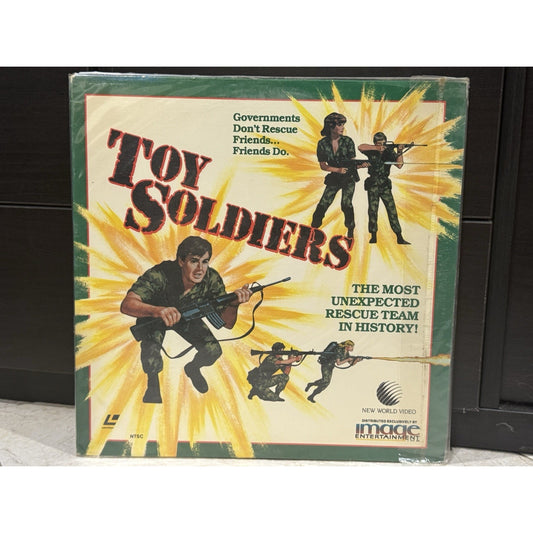 Governments
Don't Rescue
Friends...
Friends Do.
TOY
SOLDIERS
THE MOST
UNEXPECTED
RESCUE TEAM
IN HISTORY!
NEW WORLD VIDEO
DISTRIBUTED EXCLUSIVELY BY
image
ENTERTAINMENT
NTSC